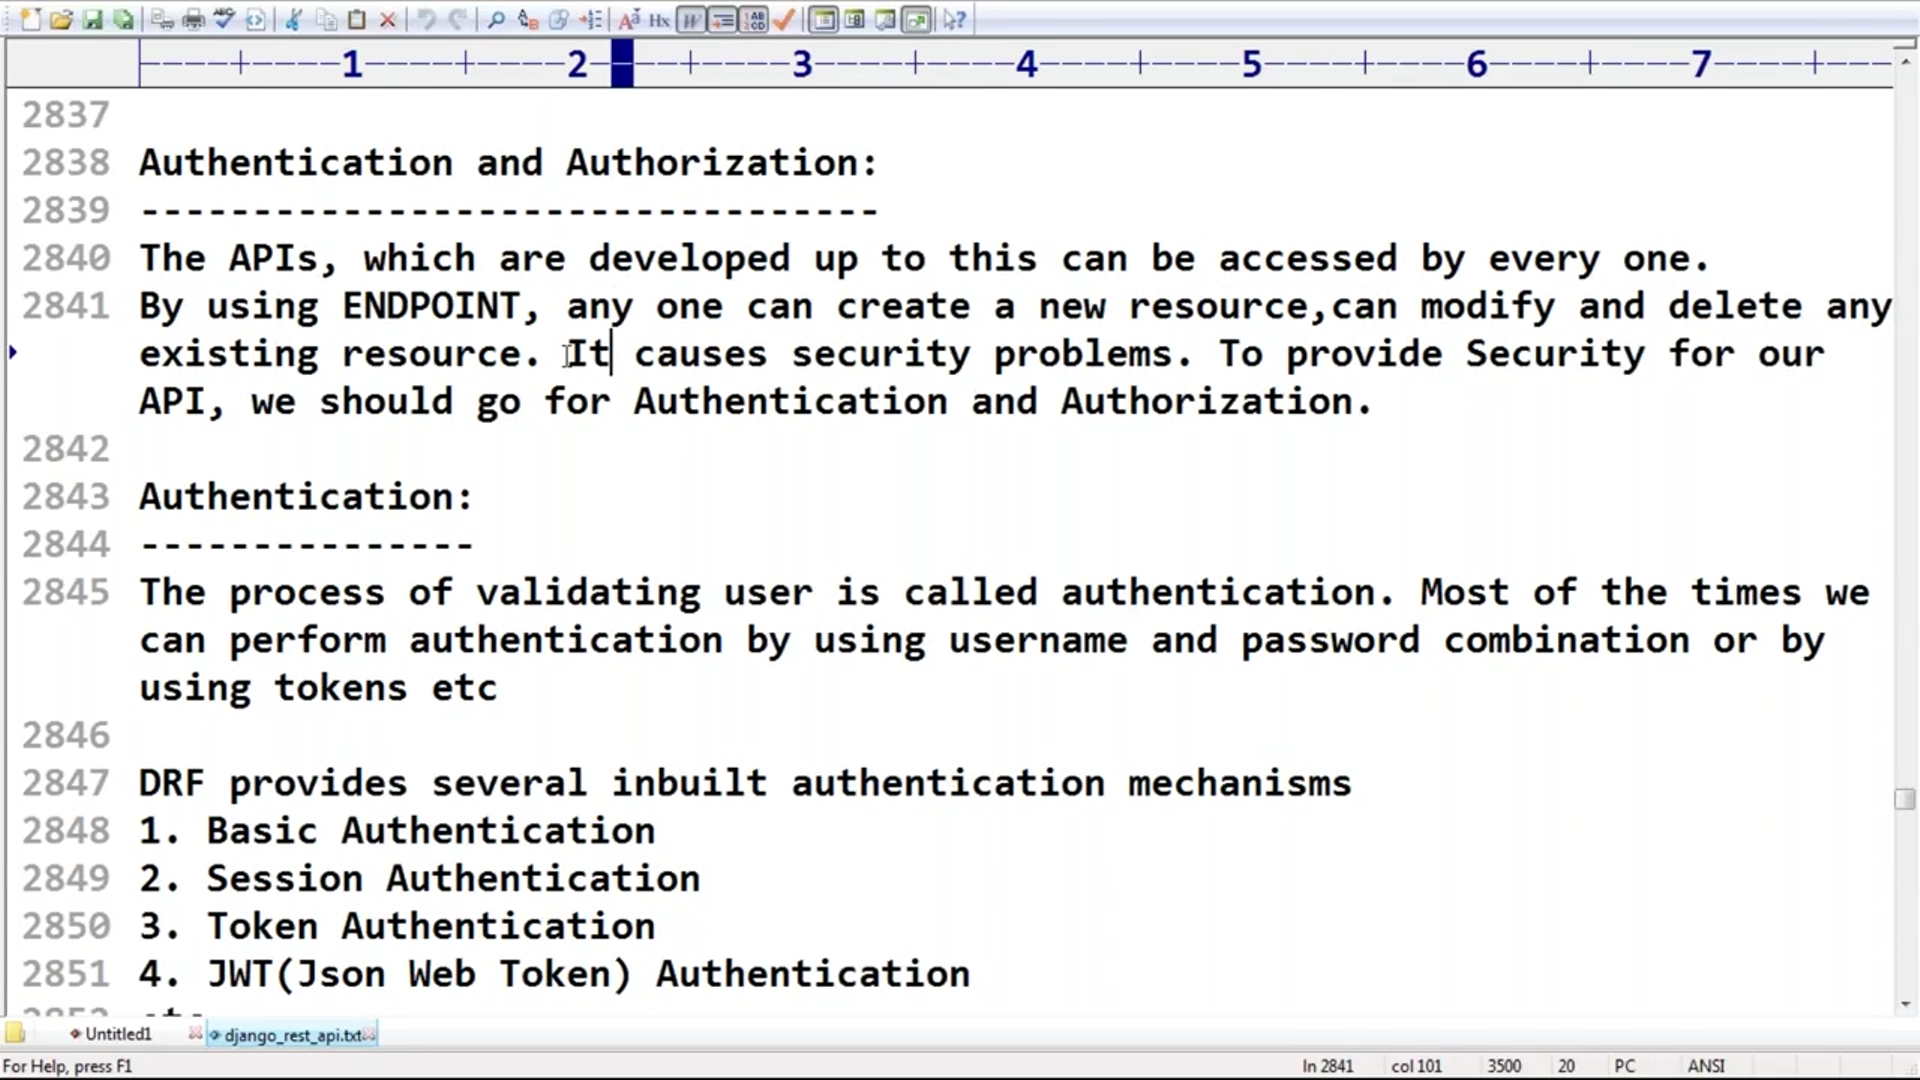 1 2 3 4 5 6 7
2837
2838 Authentication and Authorization:
2839 ---------------------------------
2840 The APIs, which are developed up to this can be accessed by every one.
2841 By using ENDPOINT, any one can create a new resource,can modify and delete any
existing resource. It causes security problems. To provide Security for our
API, we should go for Authentication and Authorization.
2842
2843 Authentication:
2844 ---------------
2845 The process of validating user is called authentication. Most of the times we
can perform authentication by using username and password combination or by
using tokens etc
2846
2847 DRF provides several inbuilt authentication mechanisms
2848 1. Basic Authentication
2849 2. Session Authentication
2850 3. Token Authentication
2851 4. JWT(Json Web Token) Authentication
Untitled1 django_rest_api.txt
For Help, press F1 ln 2841 col 101 3500 20 PC ANSI